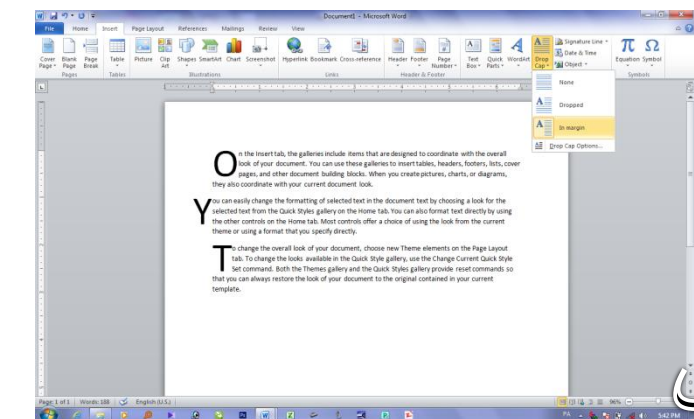 Document1 - Microsoft Word
File Home Insert Page Layout References Mailings Review View
Cover Page Blank Page Page Break Table Picture Clip Art Shapes SmartArt Chart Screenshot Hyperlink Bookmark Cross-reference Header Footer Page Number Text Box Quick Parts WordArt Drop Cap Signature Line Date & Time Object Equation Symbol
Pages Tables Illustrations Links Header & Footer Symbols
None
Dropped
In margin
Drop Cap Options...
On the Insert tab, the galleries include items that are designed to coordinate with the overall
look of your document. You can use these galleries to insert tables, headers, footers, lists, cover
pages, and other document building blocks. When you create pictures, charts, or diagrams,
they also coordinate with your current document look.
You can easily change the formatting of selected text in the document text by choosing a look for the
selected text from the Quick Styles gallery on the Home tab. You can also format text directly by using
the other controls on the Home tab. Most controls offer a choice of using the look from the current
theme or using a format that you specify directly.
To change the overall look of your document, choose new Theme elements on the Page Layout
tab. To change the looks available in the Quick Style gallery, use the Change Current Quick Style
Set command. Both the Themes gallery and the Quick Styles gallery provide reset commands so
that you can always restore the look of your document to the original contained in your current
template.
Page: 1 of 1 Words: 188 English (U.S.) 96%
FA 5:42 PM